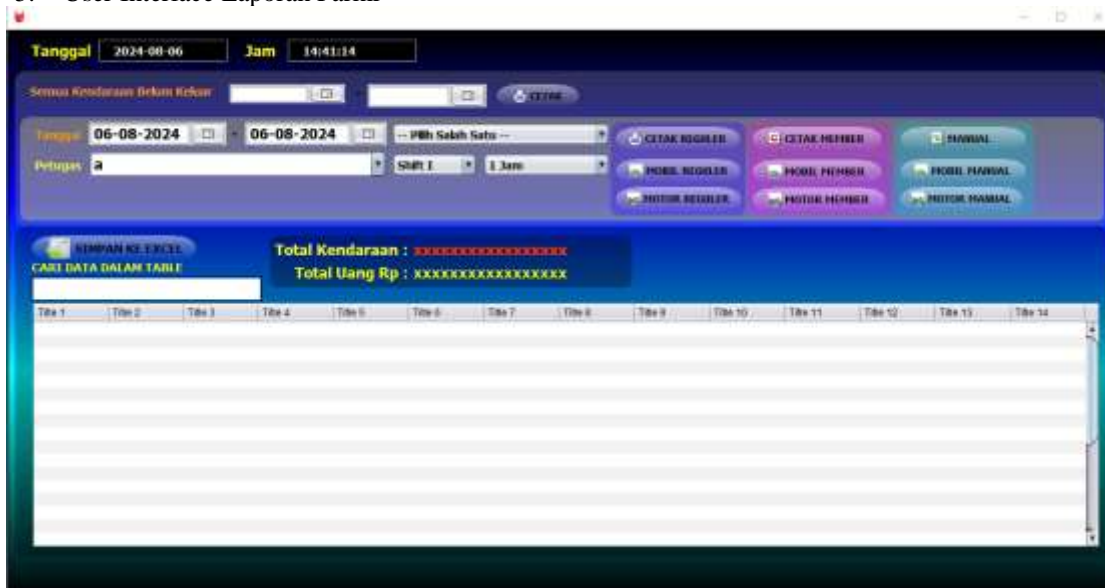 User Interface Laporan Parkir
Tanggal 2024-08-06 Jam 14:41:14
Semua Kendaraan Belum Keluar - CETAK
Tanggal 06-08-2024 - 06-08-2024 -- Pilih Salah Satu -- CETAK REGULER CETAK MEMBER MANUAL
Petugas a Shift I 1 Jam MOBIL REGULER MOBIL MEMBER MOBIL MANUAL
MOTOR REGULER MOTOR MEMBER MOTOR MANUAL
SIMPAN KE EXCEL Total Kendaraan : xxxxxxxxxxxxxxxxx
CARI DATA DALAM TABLE Total Uang Rp : xxxxxxxxxxxxxxxxx
Title 1 Title 2 Title 3 Title 4 Title 5 Title 6 Title 7 Title 8 Title 9 Title 10 Title 11 Title 12 Title 13 Title 14